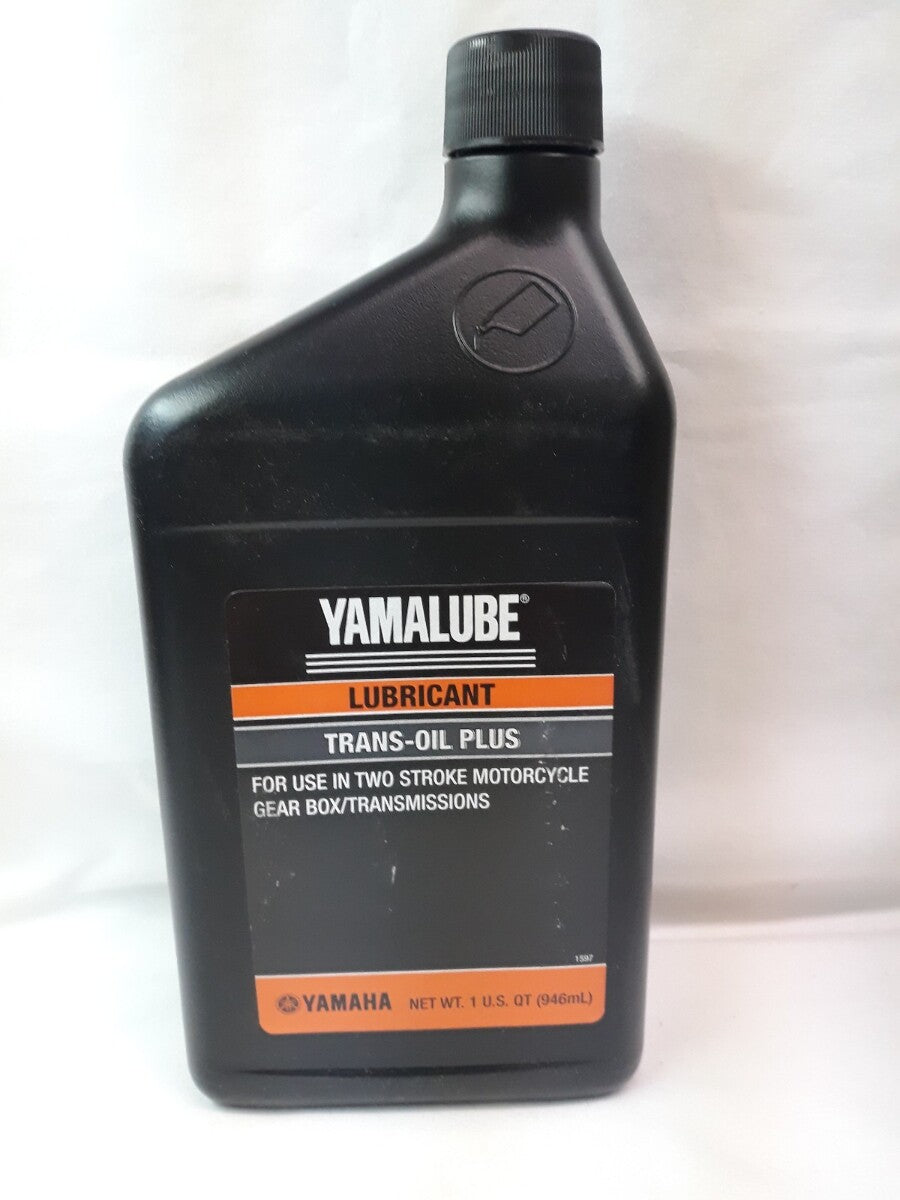 YAMALUBE®
LUBRICANT
TRANS-OIL PLUS
FOR USE IN TWO STROKE MOTORCYCLE
GEAR BOX/TRANSMISSIONS
1597
YAMAHA NET WT. 1 U.S. QT (946mL)